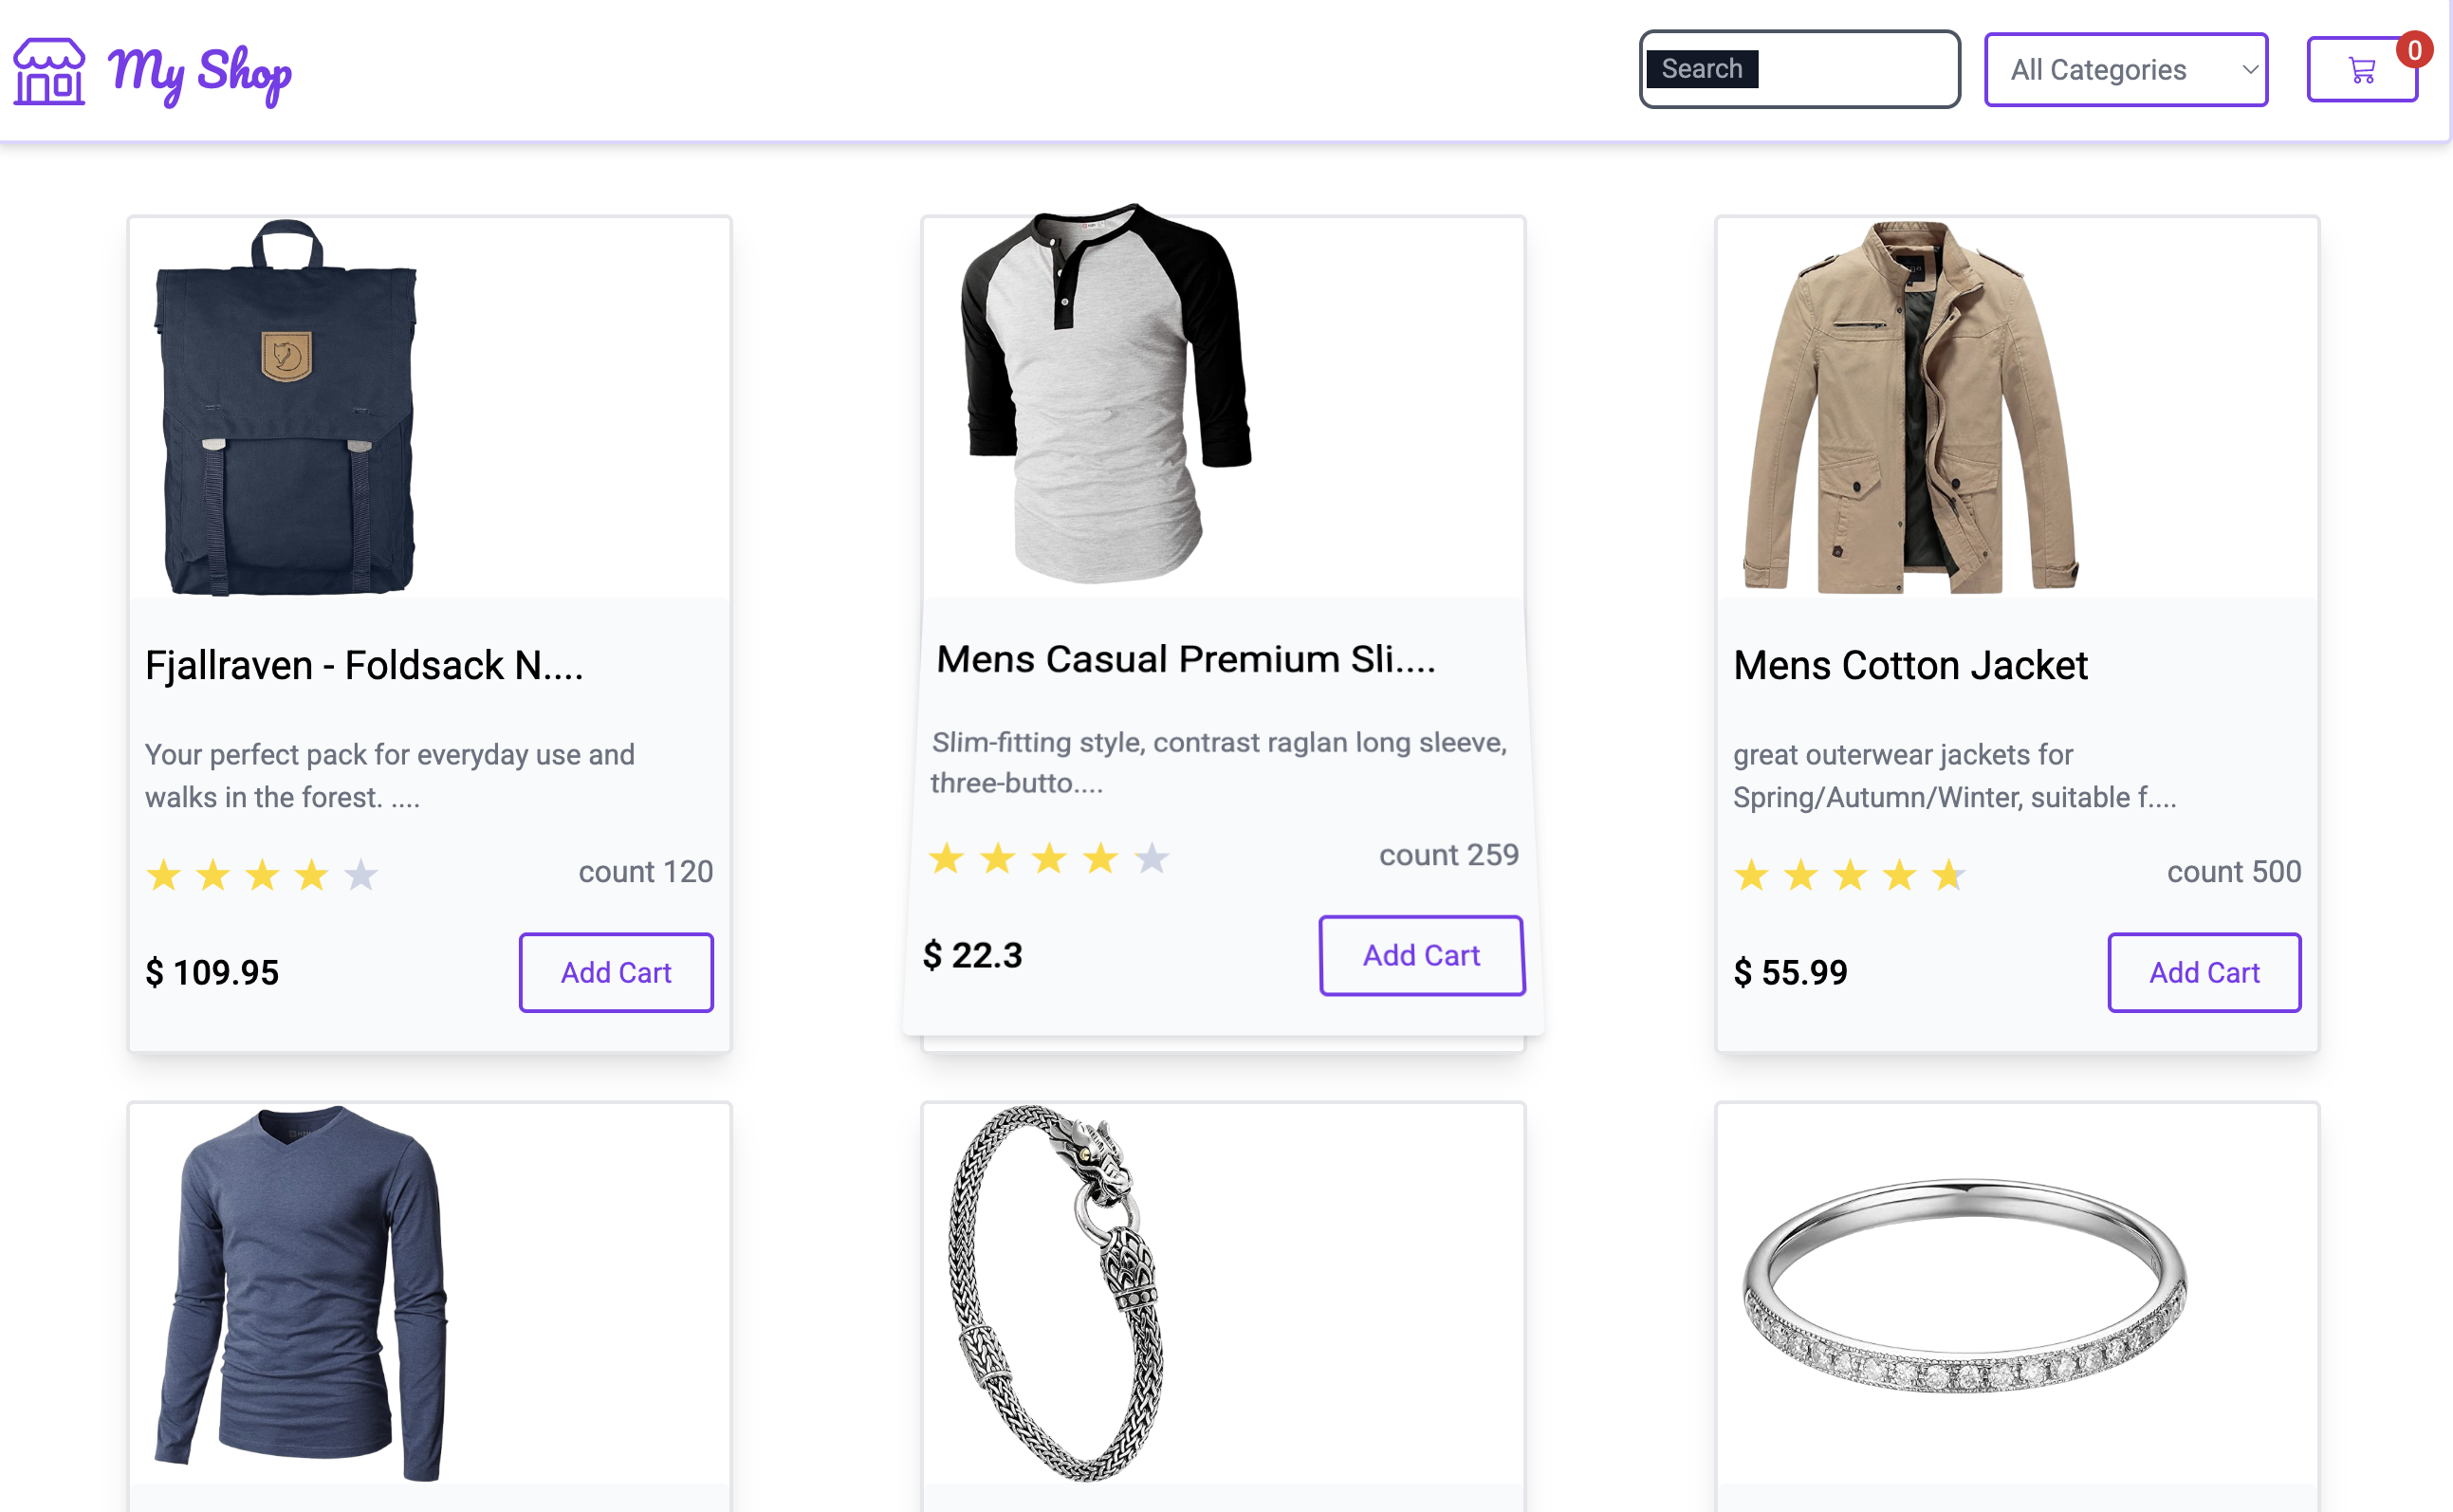 My Shop
Search
All Categories
0
Fjallraven - Foldsack N....
Your perfect pack for everyday use and
walks in the forest. ....
count 120
$ 109.95
Add Cart
Mens Casual Premium Sli....
Slim-fitting style, contrast raglan long sleeve,
three-butto....
count 259
$ 22.3
Add Cart
Mens Cotton Jacket
great outerwear jackets for
Spring/Autumn/Winter, suitable f....
count 500
$ 55.99
Add Cart